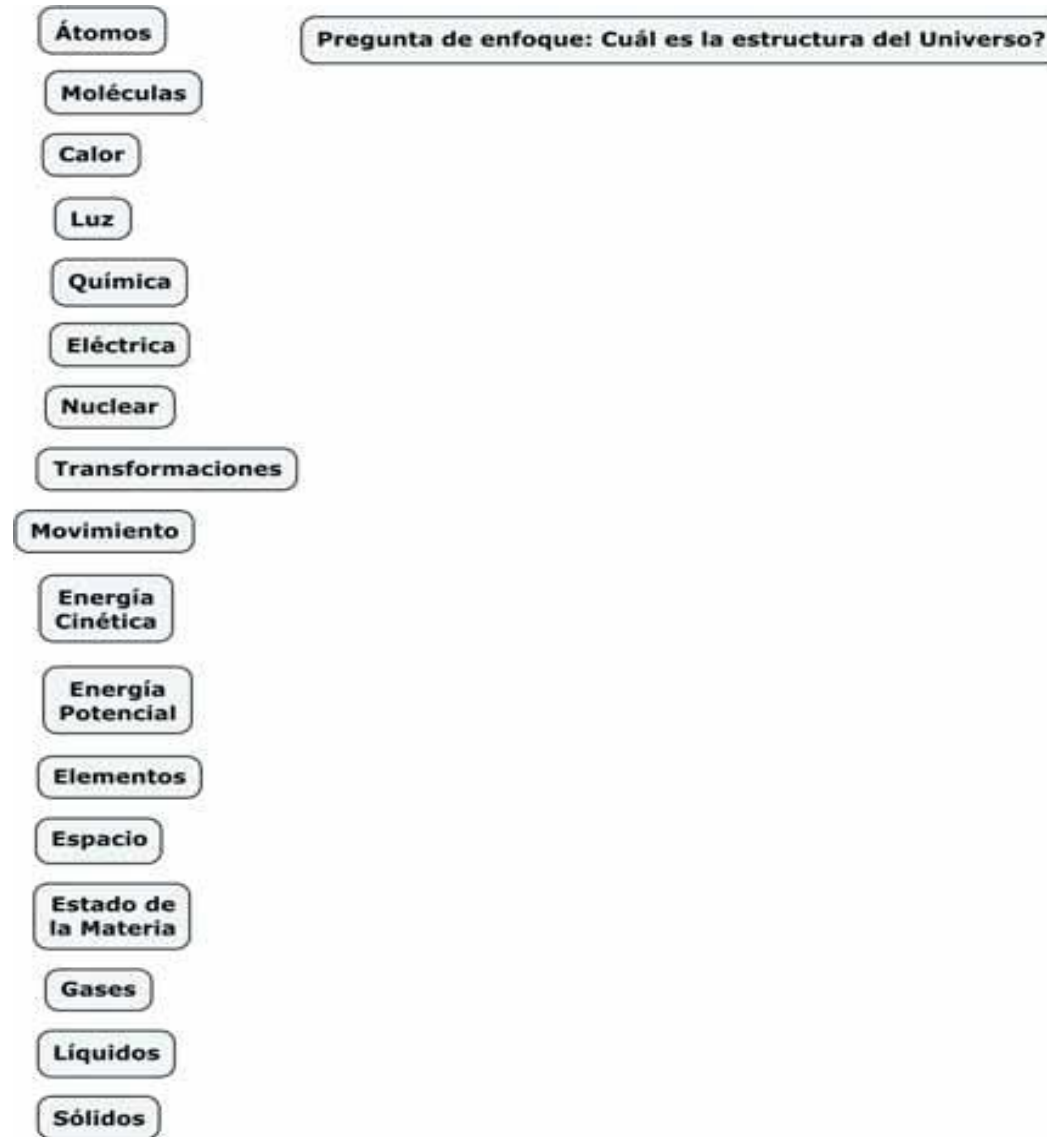 Átomos
Pregunta de enfoque: Cuál es la estructura del Universo?
Moléculas
Calor
Luz
Química
Eléctrica
Nuclear
Transformaciones
Movimiento
Energía
Cinética
Energía
Potencial
Elementos
Espacio
Estado de
la Materia
Gases
Líquidos
Sólidos